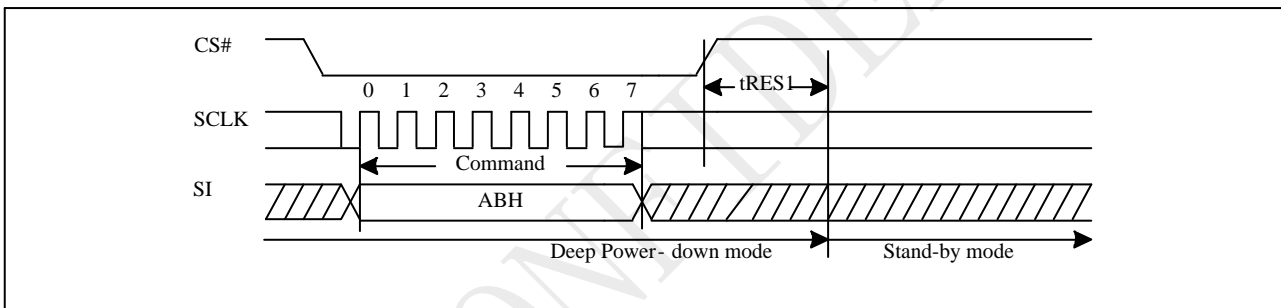 CS#
tRES1
0 1 2 3 4 5 6 7
SCLK
Command
SI
ABH
Deep Power- down mode
Stand-by mode